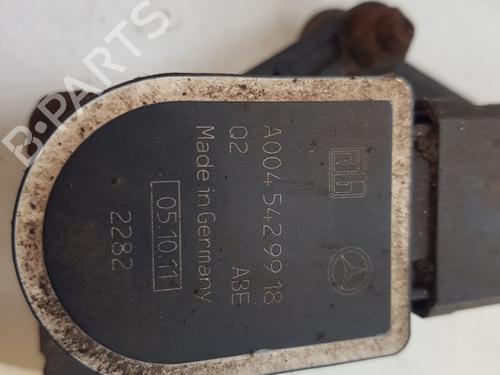 A004 542 99 18
Q2 ABE
Made in Germany
05.10.11
2282
B-PARTS